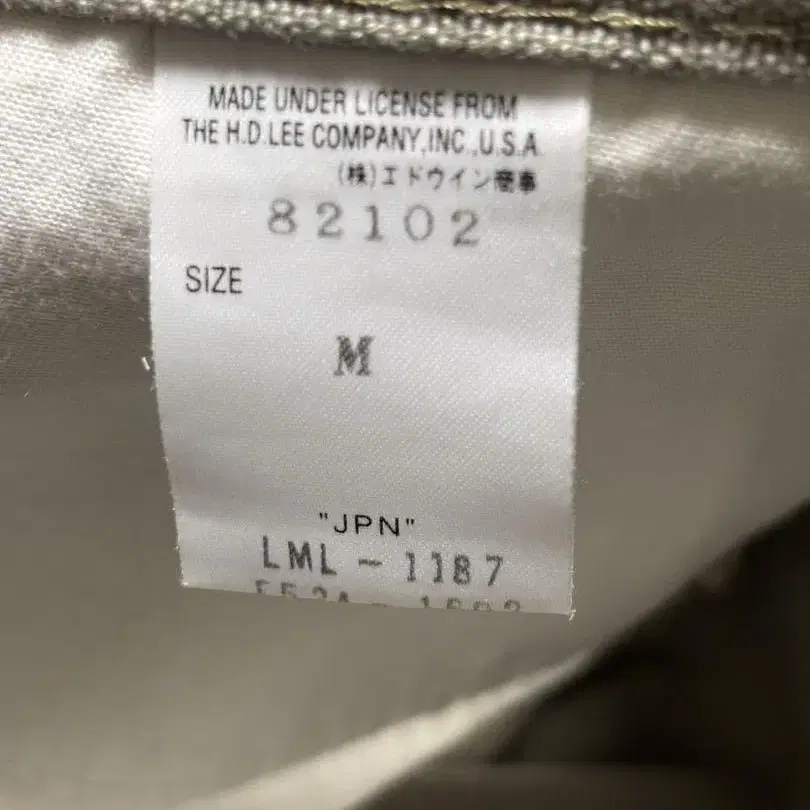 MADE UNDER LICENSE FROM
THE H.D.LEE COMPANY,INC.,U.S.A
(株)エドウイン商事
82102
SIZE
M
"JPN"
LML-1187